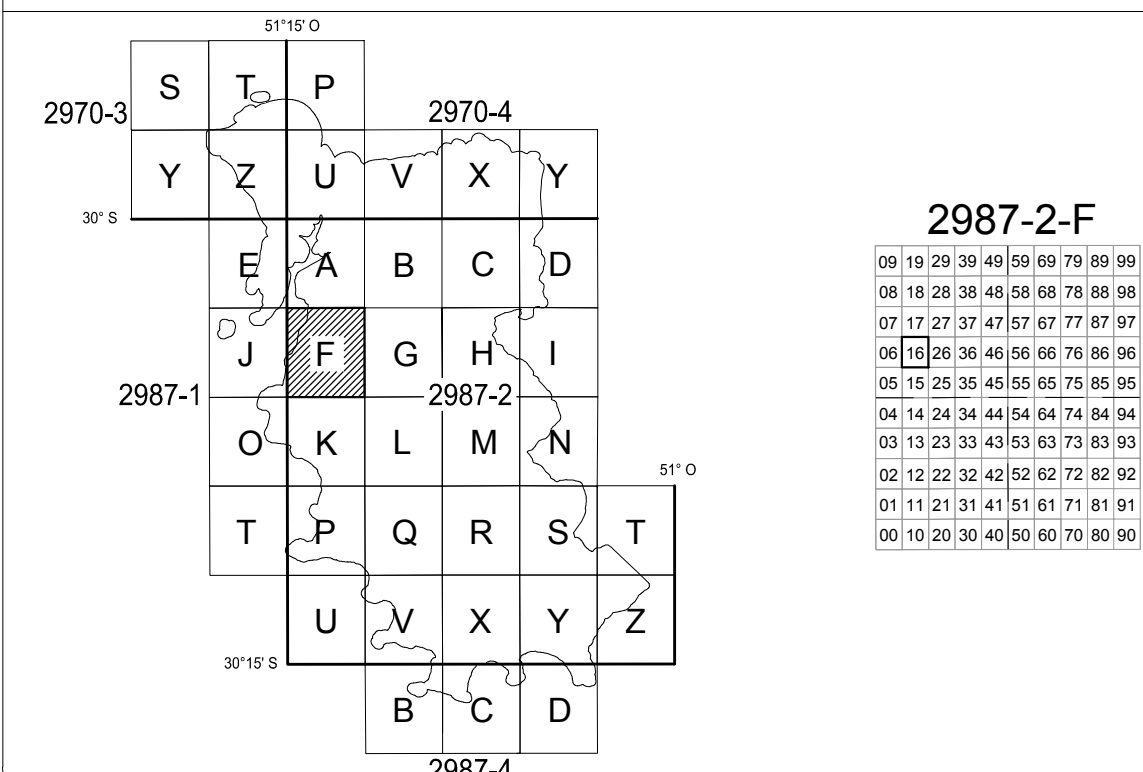 51°15' O
S T P
2970-3 2970-4
Y Z U V X Y
30° S
E A B C D
J F G H I
2987-1 2987-2
O K L M N
51° O
T P Q R S T
U V X Y Z
30°15' S
B C D
2987-4
2987-2-F
09 19 29 39 49 59 69 79 89 99
08 18 28 38 48 58 68 78 88 98
07 17 27 37 47 57 67 77 87 97
06 16 26 36 46 56 66 76 86 96
05 15 25 35 45 55 65 75 85 95
04 14 24 34 44 54 64 74 84 94
03 13 23 33 43 53 63 73 83 93
02 12 22 32 42 52 62 72 82 92
01 11 21 31 41 51 61 71 81 91
00 10 20 30 40 50 60 70 80 90